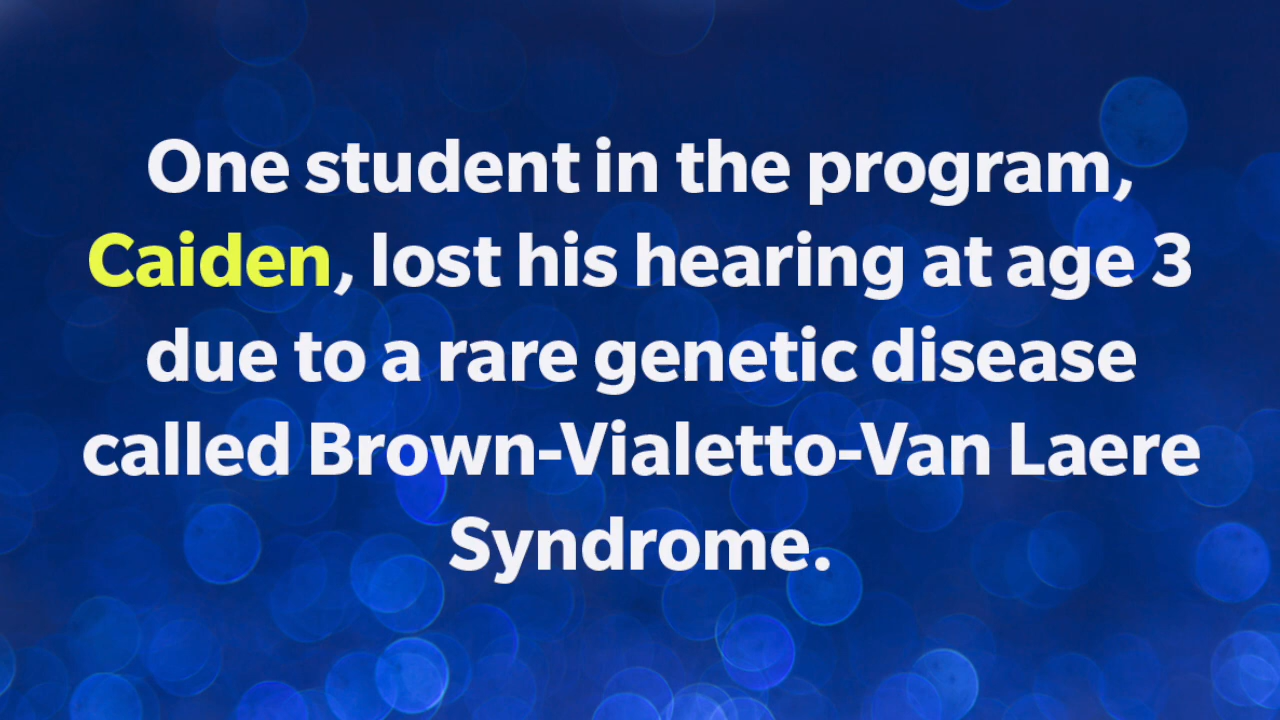 One student in the program,
Caiden, lost his hearing at age 3
due to a rare genetic disease
called Brown-Vialetto-Van Laere
Syndrome.